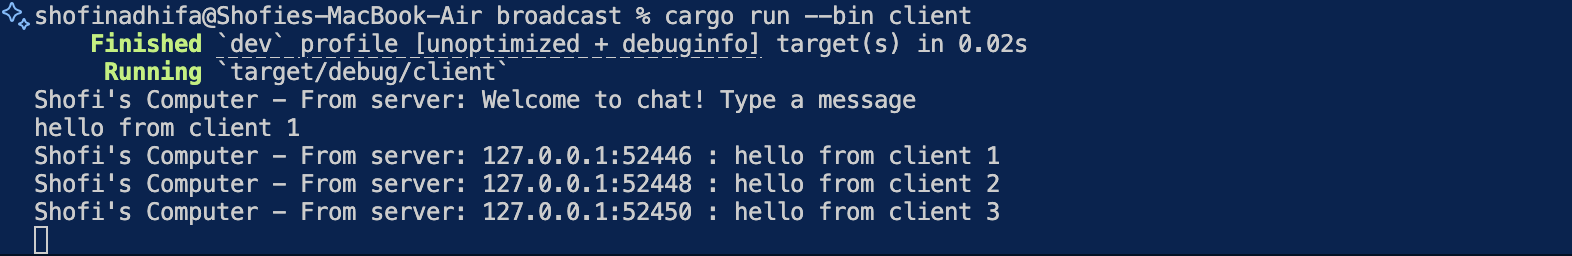 shofinadhifa@Shofies-MacBook-Air broadcast % cargo run --bin client
Finished `dev` profile [unoptimized + debuginfo] target(s) in 0.02s
Running `target/debug/client`
Shofi's Computer - From server: Welcome to chat! Type a message
hello from client 1
Shofi's Computer - From server: 127.0.0.1:52446 : hello from client 1
Shofi's Computer - From server: 127.0.0.1:52448 : hello from client 2
Shofi's Computer - From server: 127.0.0.1:52450 : hello from client 3